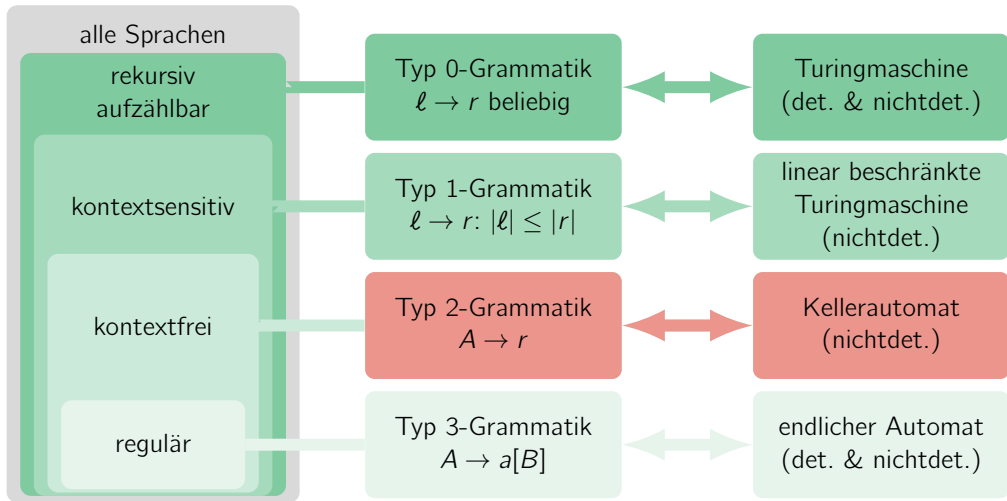 alle Sprachen
rekursiv
aufzählbar
Typ 0-Grammatik
ℓ → r beliebig
Turingmaschine
(det. & nichtdet.)
kontextsensitiv
Typ 1-Grammatik
ℓ → r: |ℓ| ≤ |r|
linear beschränkte
Turingmaschine
(nichtdet.)
kontextfrei
Typ 2-Grammatik
A → r
Kellerautomat
(nichtdet.)
regulär
Typ 3-Grammatik
A → a[B]
endlicher Automat
(det. & nichtdet.)